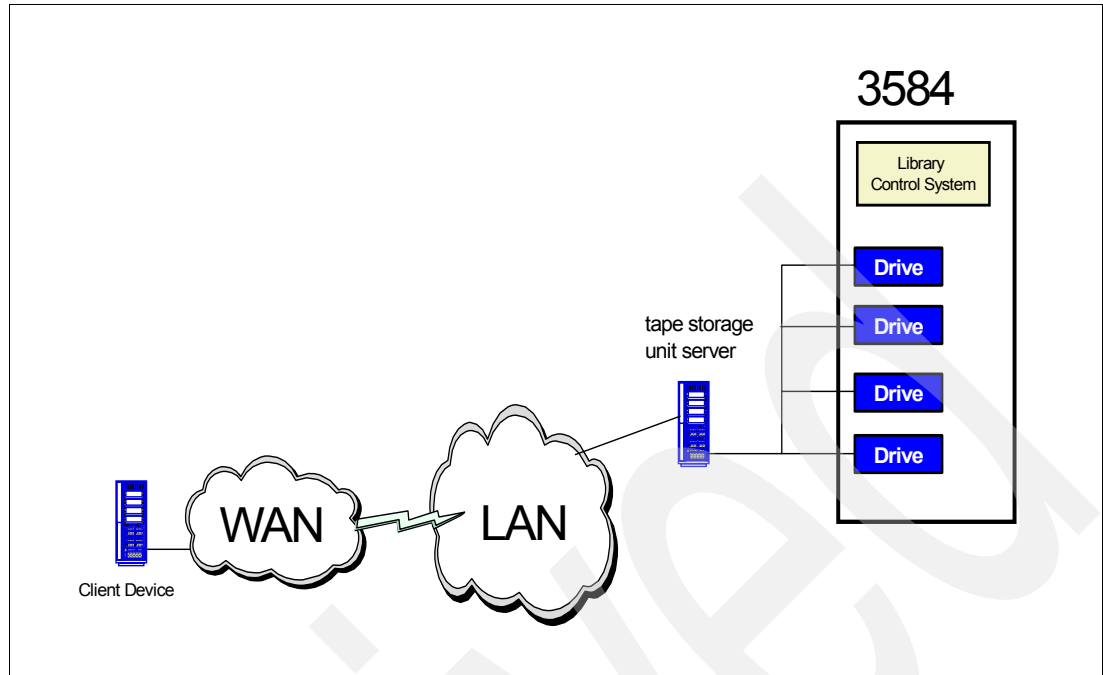 3584
Library
Control System
Drive
Drive
Drive
Drive
tape storage
unit server
WAN
LAN
Client Device